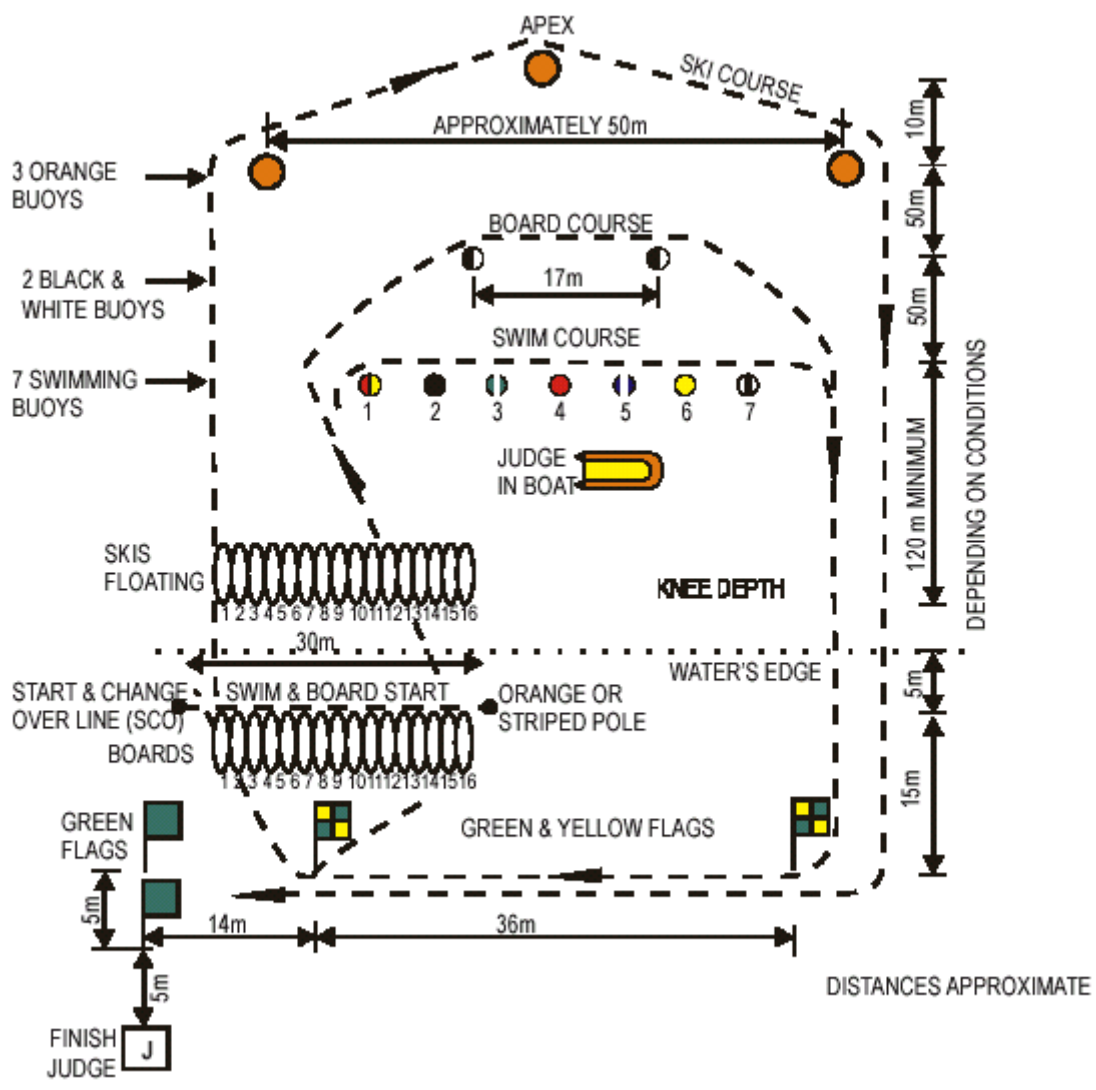 APEX
SKI COURSE
10m
APPROXIMATELY 50m
3 ORANGE
BUOYS
50m
BOARD COURSE
2 BLACK &
WHITE BUOYS
17m
50m
SWIM COURSE
7 SWIMMING
BUOYS
1 2 3 4 5 6 7
JUDGE
IN BOAT
120 m MINIMUM
DEPENDING ON CONDITIONS
SKIS
FLOATING
KNEE DEPTH
1 2 3 4 5 6 7 8 9 10 11 12 13 14 15 16
30m
WATER'S EDGE
5m
START & CHANGE
OVER LINE (SCO)
SWIM & BOARD START
ORANGE OR
STRIPED POLE
BOARDS
1 2 3 4 5 6 7 8 9 10 11 12 13 14 15 16
15m
GREEN
FLAGS
GREEN & YELLOW FLAGS
5m
14m
36m
5m
DISTANCES APPROXIMATE
FINISH
JUDGE
J